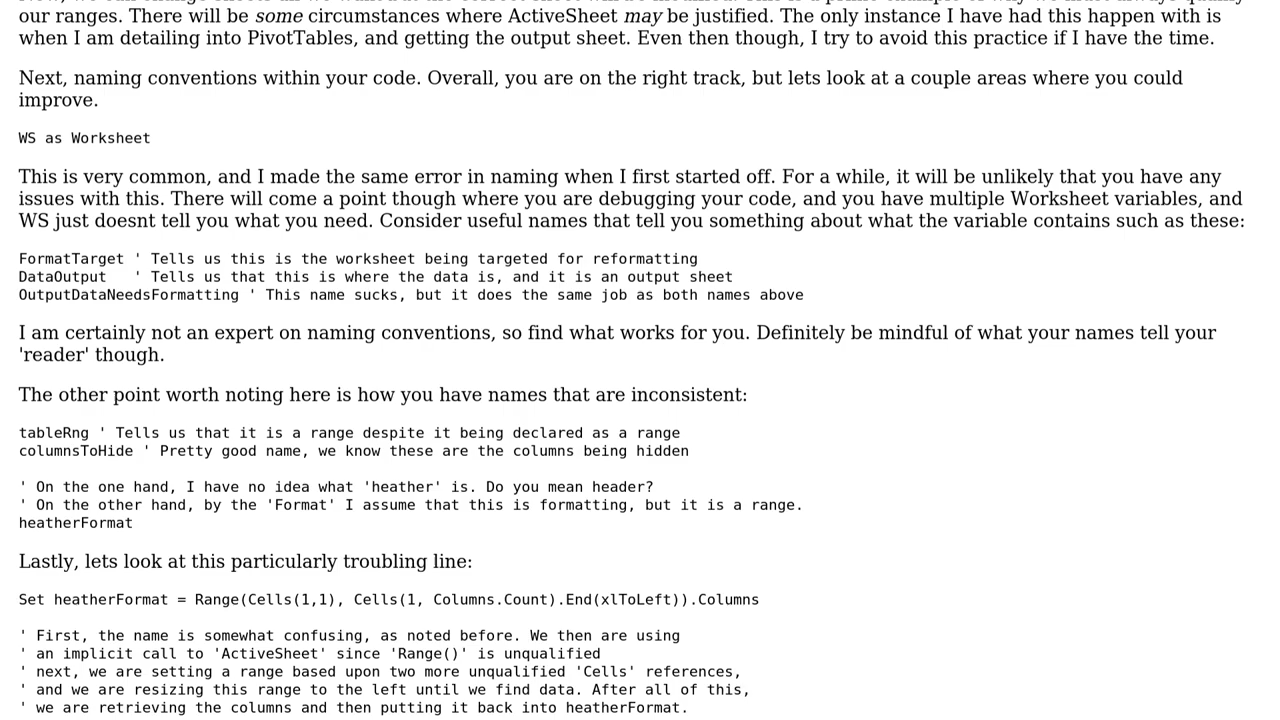 our ranges. There will be some circumstances where ActiveSheet may be justified. The only instance I have had this happen with is
when I am detailing into PivotTables, and getting the output sheet. Even then though, I try to avoid this practice if I have the time.
Next, naming conventions within your code. Overall, you are on the right track, but lets look at a couple areas where you could
improve.
WS as Worksheet
This is very common, and I made the same error in naming when I first started off. For a while, it will be unlikely that you have any
issues with this. There will come a point though where you are debugging your code, and you have multiple Worksheet variables, and
WS just doesnt tell you what you need. Consider useful names that tell you something about what the variable contains such as these:
FormatTarget ' Tells us this is the worksheet being targeted for reformatting
DataOutput   ' Tells us that this is where the data is, and it is an output sheet
OutputDataNeedsFormatting ' This name sucks, but it does the same job as both names above
I am certainly not an expert on naming conventions, so find what works for you. Definitely be mindful of what your names tell your
'reader' though.
The other point worth noting here is how you have names that are inconsistent:
tableRng ' Tells us that it is a range despite it being declared as a range
columnsToHide ' Pretty good name, we know these are the columns being hidden
' On the one hand, I have no idea what 'heather' is. Do you mean header?
' On the other hand, by the 'Format' I assume that this is formatting, but it is a range.
heatherFormat
Lastly, lets look at this particularly troubling line:
Set heatherFormat = Range(Cells(1,1), Cells(1, Columns.Count).End(xlToLeft)).Columns
' First, the name is somewhat confusing, as noted before. We then are using
' an implicit call to 'ActiveSheet' since 'Range()' is unqualified
' next, we are setting a range based upon two more unqualified 'Cells' references,
' and we are resizing this range to the left until we find data. After all of this,
' we are retrieving the columns and then putting it back into heatherFormat.